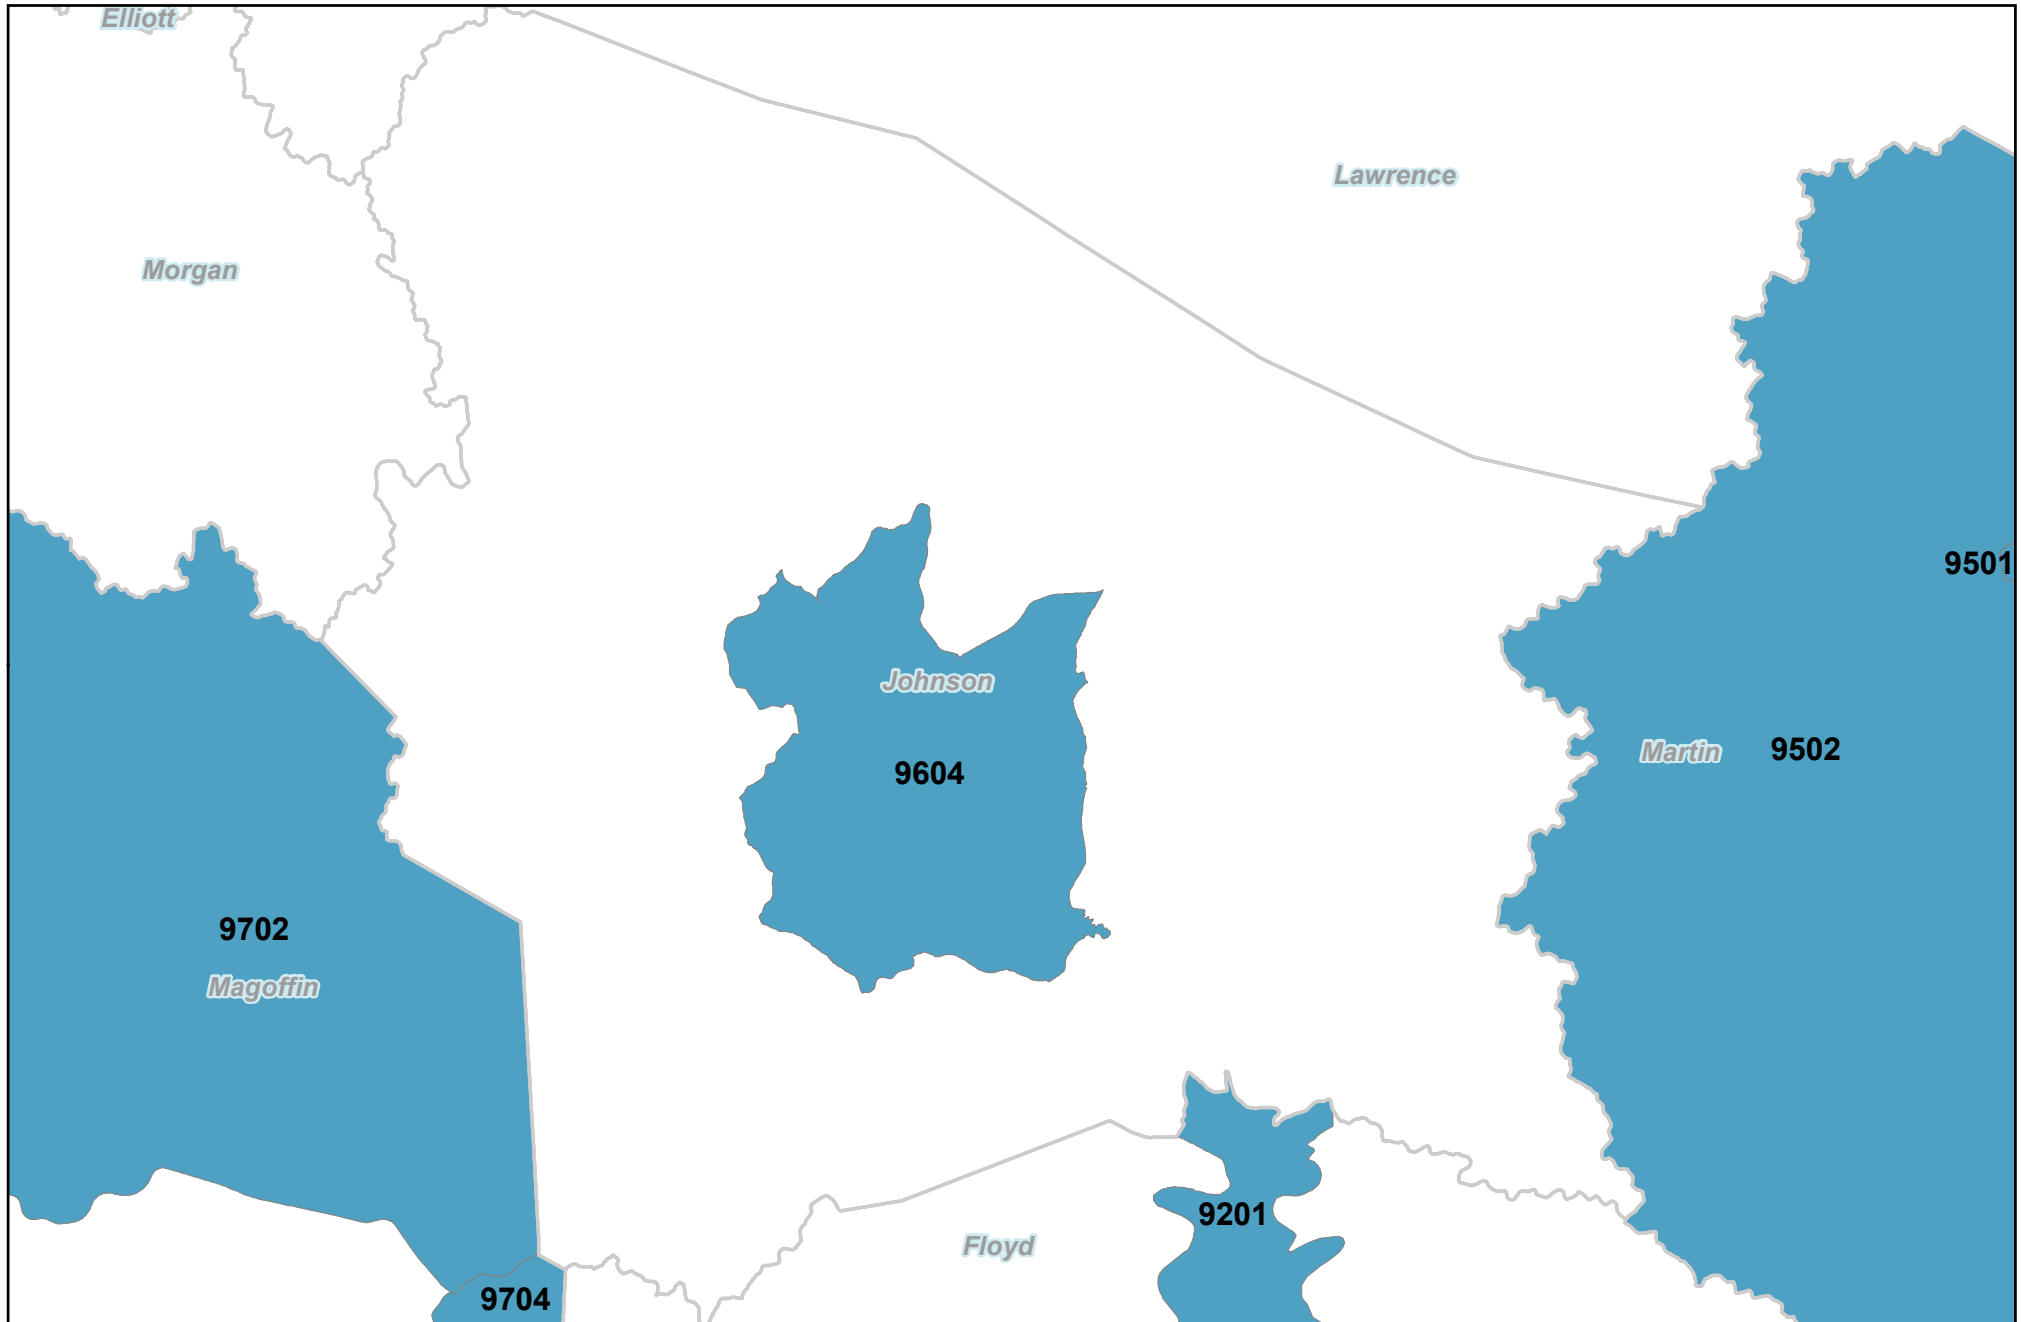 Elliott
Lawrence
Morgan
9501
Johnson
Martin
9502
9604
9702
Magoffin
9201
Floyd
9704